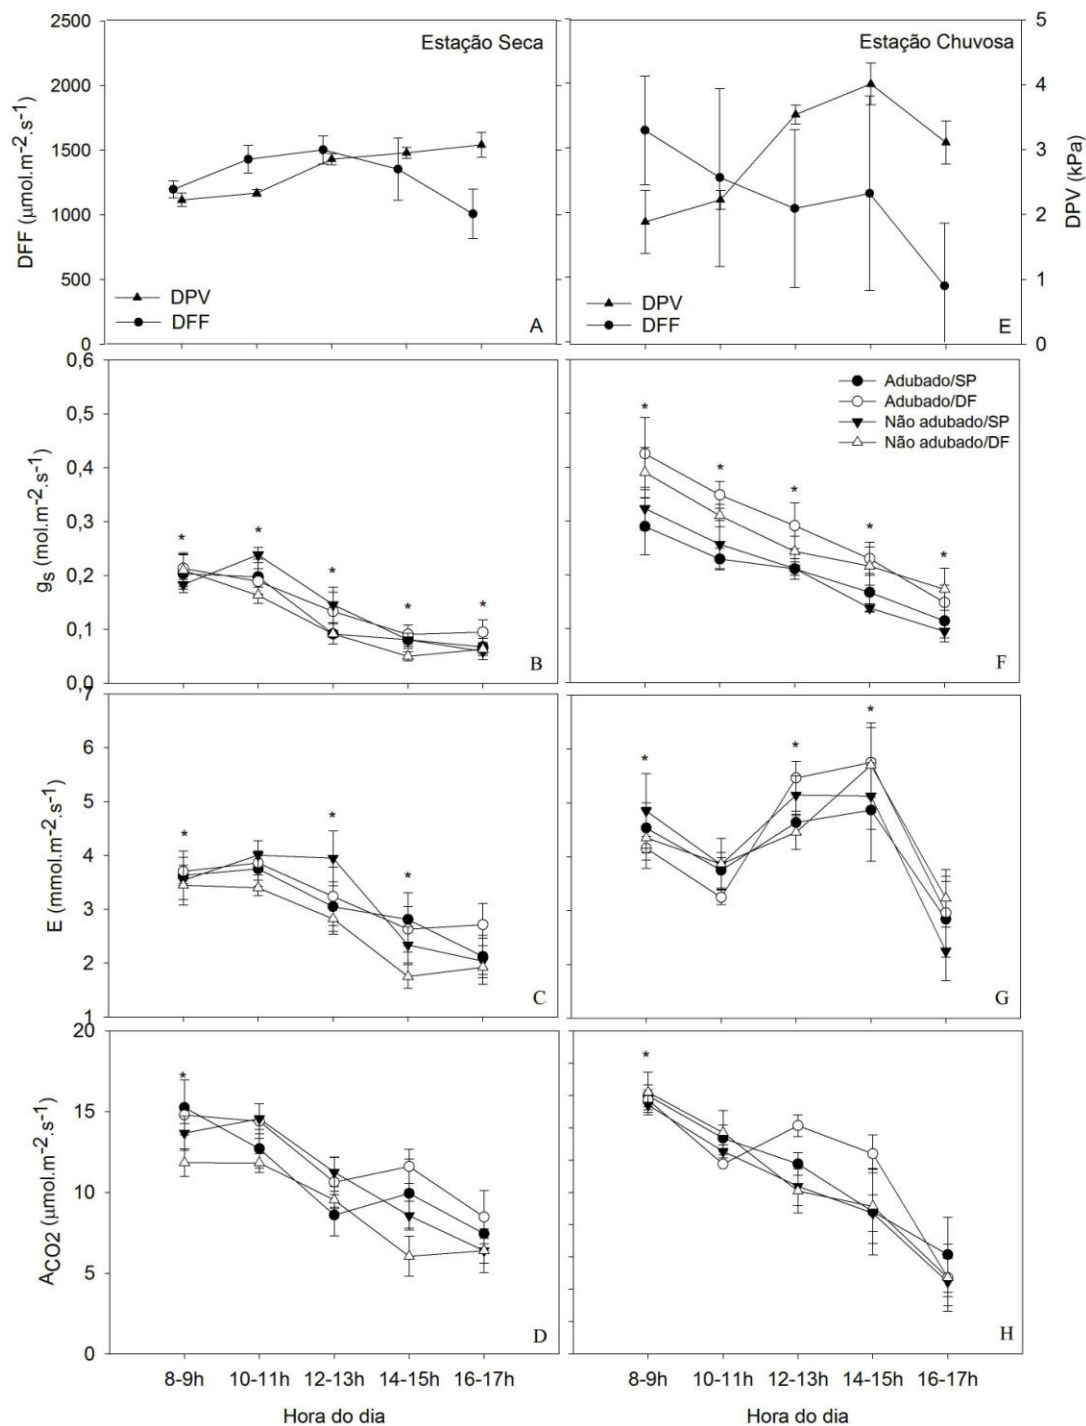 Estação Seca
2500
2000
1500
1000
500
0
DFF (µmol.m-2.s-1)
DPV
DFF
A
Estação Chuvosa
5
4
3
2
1
0
DPV (kPa)
DPV
DFF
E
0,6
0,5
0,4
0,3
0,2
0,1
0,0
gs (mol.m-2.s-1)
* * * * *
B
Adubado/SP
Adubado/DF
Não adubado/SP
Não adubado/DF
* * * * *
F
7
6
5
4
3
2
1
E (mmol.m-2.s-1)
* * *
C
* * *
G
20
15
10
5
0
ACO2 (µmol.m-2.s-1)
*
D
*
H
8-9h 10-11h 12-13h 14-15h 16-17h
Hora do dia
8-9h 10-11h 12-13h 14-15h 16-17h
Hora do dia